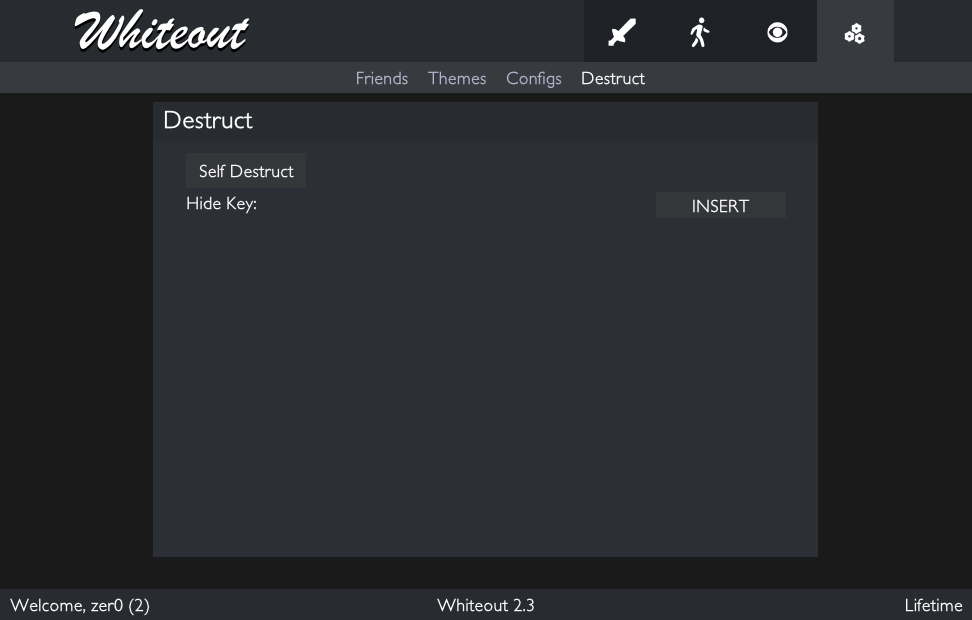 Whiteout
Friends Themes Configs Destruct
Destruct
Self Destruct
Hide Key: INSERT
Welcome, zer0 (2) Whiteout 2.3 Lifetime